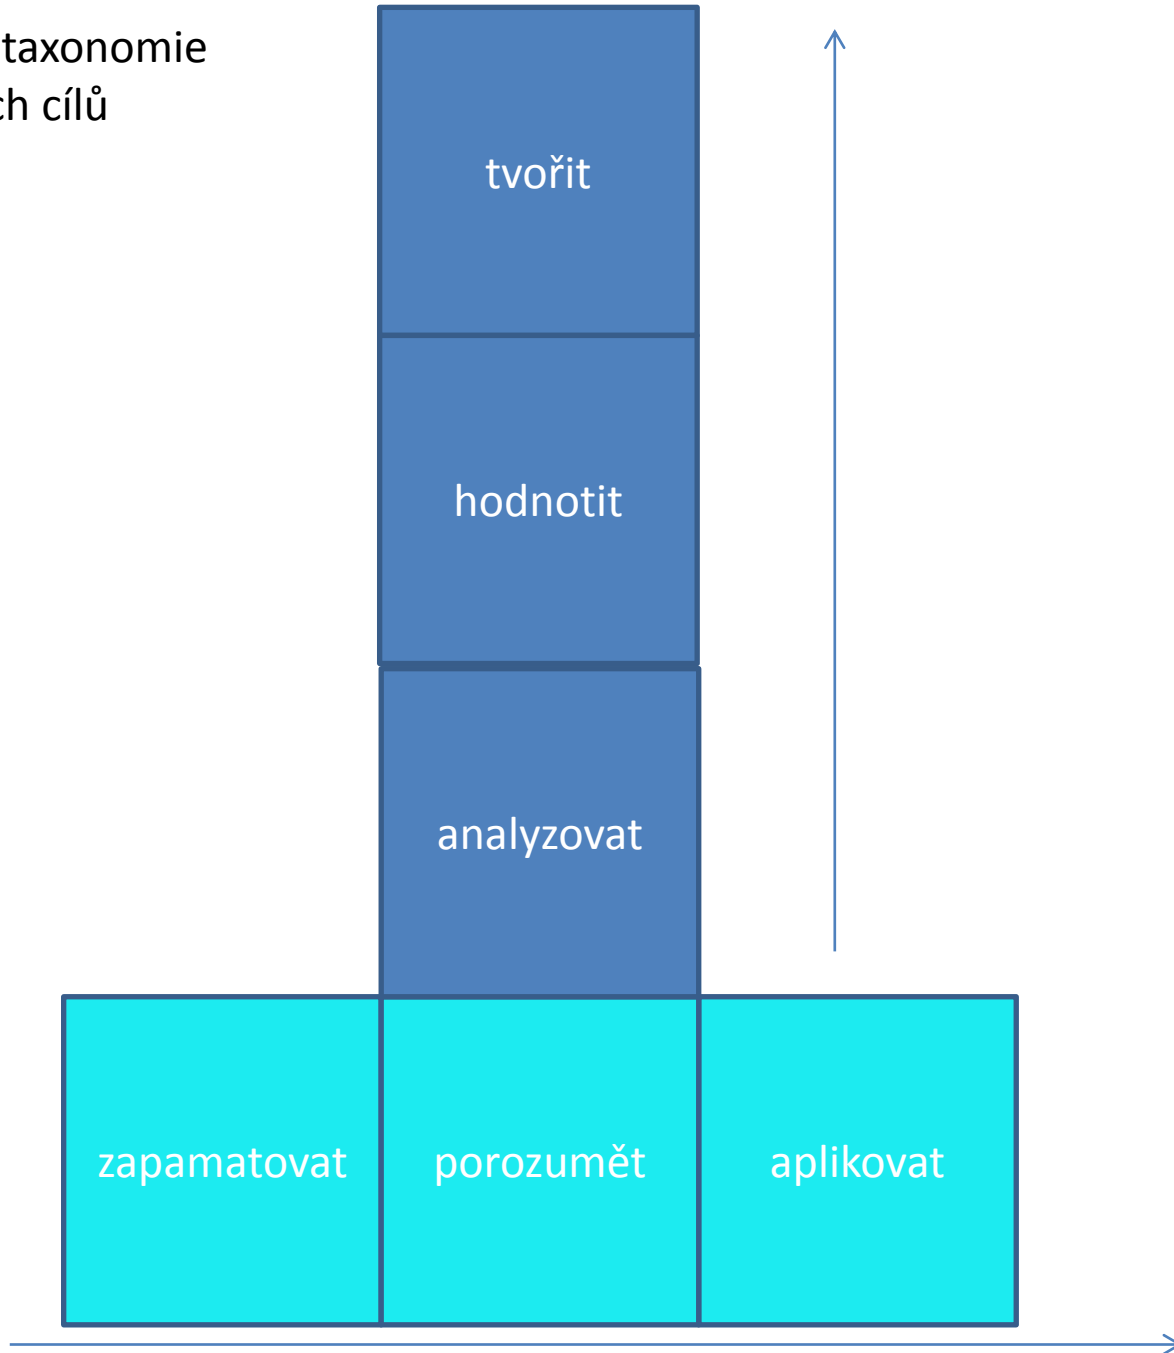 taxonomie
ch cílů
tvořit
hodnotit
analyzovat
zapamatovat
porozumět
aplikovat